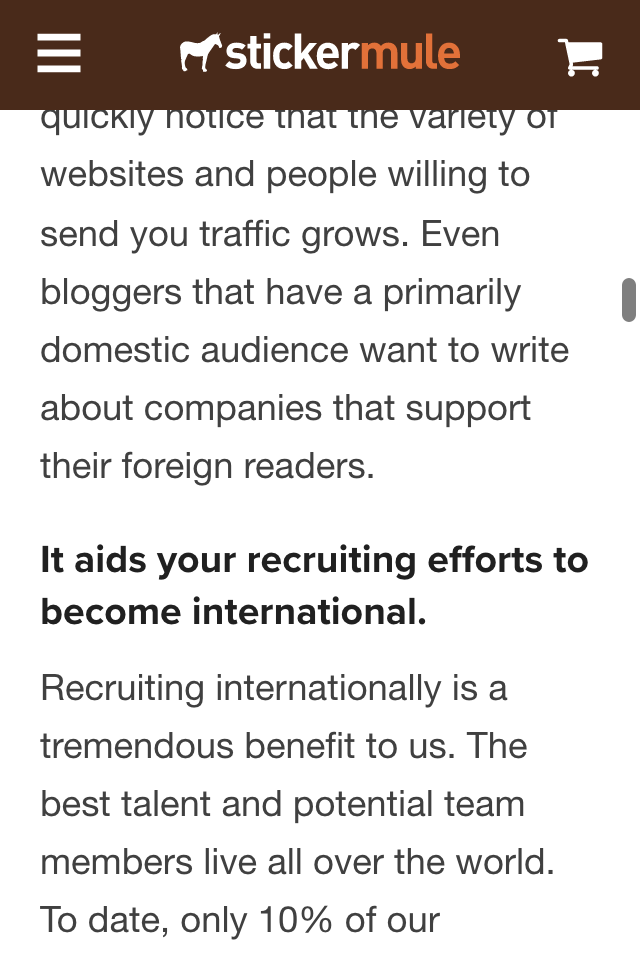 stickermule
quickly notice that the variety of
websites and people willing to
send you traffic grows. Even
bloggers that have a primarily
domestic audience want to write
about companies that support
their foreign readers.
It aids your recruiting efforts to
become international.
Recruiting internationally is a
tremendous benefit to us. The
best talent and potential team
members live all over the world.
To date, only 10% of our